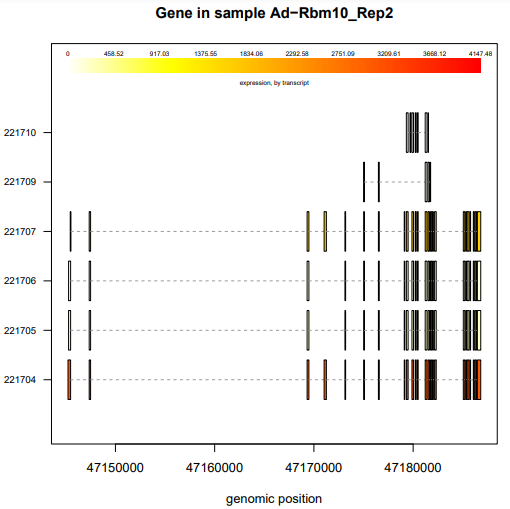 Gene in sample Ad−Rbm10_Rep2
0 458.52 917.03 1375.55 1834.06 2292.58 2751.09 3209.61 3668.12 4147.48
expression, by transcript
221710
221709
221707
221706
221705
221704
47150000 47160000 47170000 47180000
genomic position